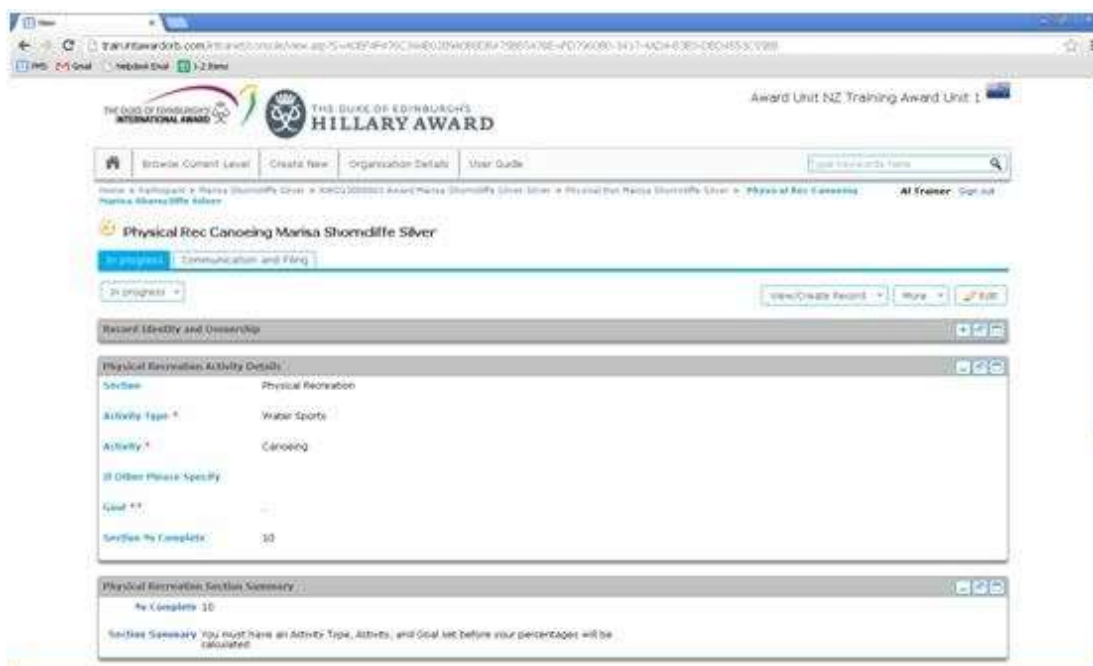 Gmail
THE DUKE OF EDINBURGH'S
INTERNATIONAL AWARD
THE DUKE OF EDINBURGH'S
HILLARY AWARD
Award Unit NZ Training Award Unit 1
Browse Current Level Create New Organisation Details User Guide
Type keywords here
Al Trainer Sign out
Physical Rec Canoeing Marisa Shorncliffe Silver
In progress Communication and Filing
In progress View/Create Record More Edit
Record Identity and Ownership
Physical Recreation Activity Details
Section Physical Recreation
Activity Type * Water Sports
Activity * Canoeing
If Other Please Specify
Goal ** .
Section % Complete 10
Physical Recreation Section Summary
% Complete 10
Section Summary You must have an Activity Type, Activity, and Goal set before your percentages will be
calculated